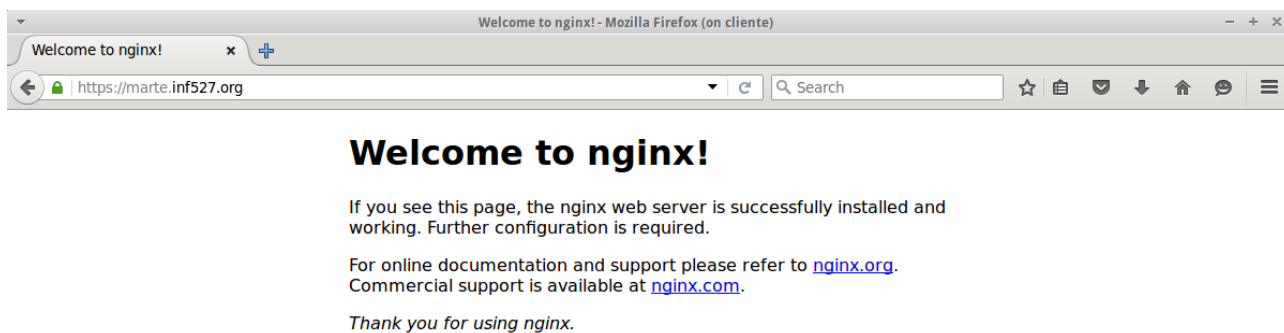 Welcome to nginx! - Mozilla Firefox (on cliente)
Welcome to nginx!
https://marte.inf527.org
Search
Welcome to nginx!
If you see this page, the nginx web server is successfully installed and
working. Further configuration is required.
For online documentation and support please refer to nginx.org.
Commercial support is available at nginx.com.
Thank you for using nginx.